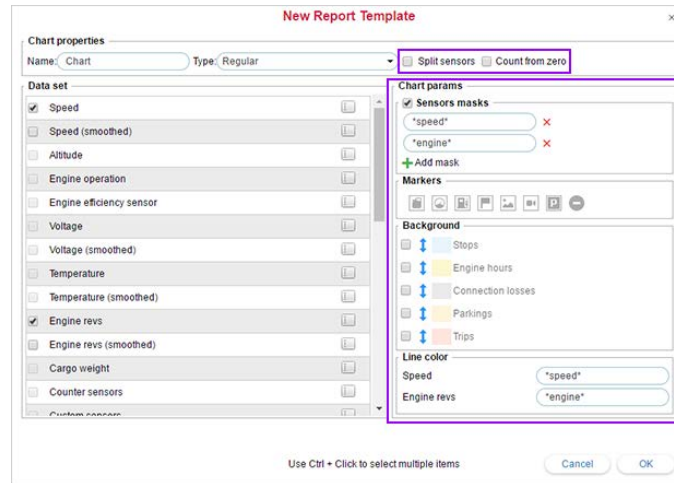 New Report Template
Chart properties
Name: Chart Type: Regular Split sensors Count from zero
Data set
Speed
Speed (smoothed)
Altitude
Engine operation
Engine efficiency sensor
Voltage
Voltage (smoothed)
Temperature
Temperature (smoothed)
Engine revs
Engine revs (smoothed)
Cargo weight
Counter sensors
Custom sensors
Chart params
Sensors masks
*speed*
*engine*
Add mask
Markers
Background
Stops
Engine hours
Connection losses
Parkings
Trips
Line color
Speed *speed*
Engine revs *engine*
Use Ctrl + Click to select multiple items
Cancel OK